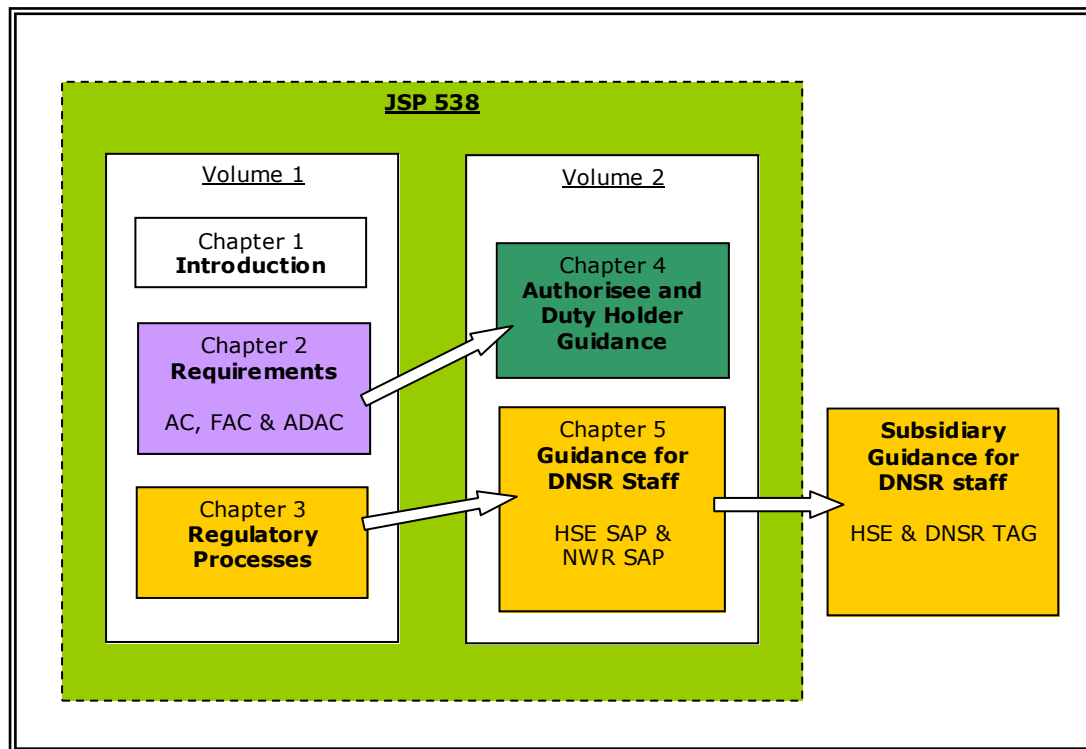 JSP 538
Volume 1
Chapter 1
Introduction
Chapter 2
Requirements
AC, FAC & ADAC
Chapter 3
Regulatory
Processes
Volume 2
Chapter 4
Authorisee and
Duty Holder
Guidance
Chapter 5
Guidance for
DNSR Staff
HSE SAP &
NWR SAP
Subsidiary
Guidance for
DNSR staff
HSE & DNSR TAG